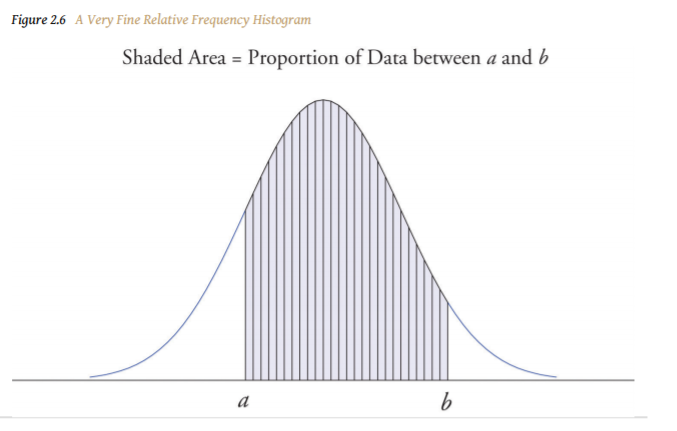 Figure 2.6 A Very Fine Relative Frequency Histogram
Shaded Area = Proportion of Data between a and b
a b